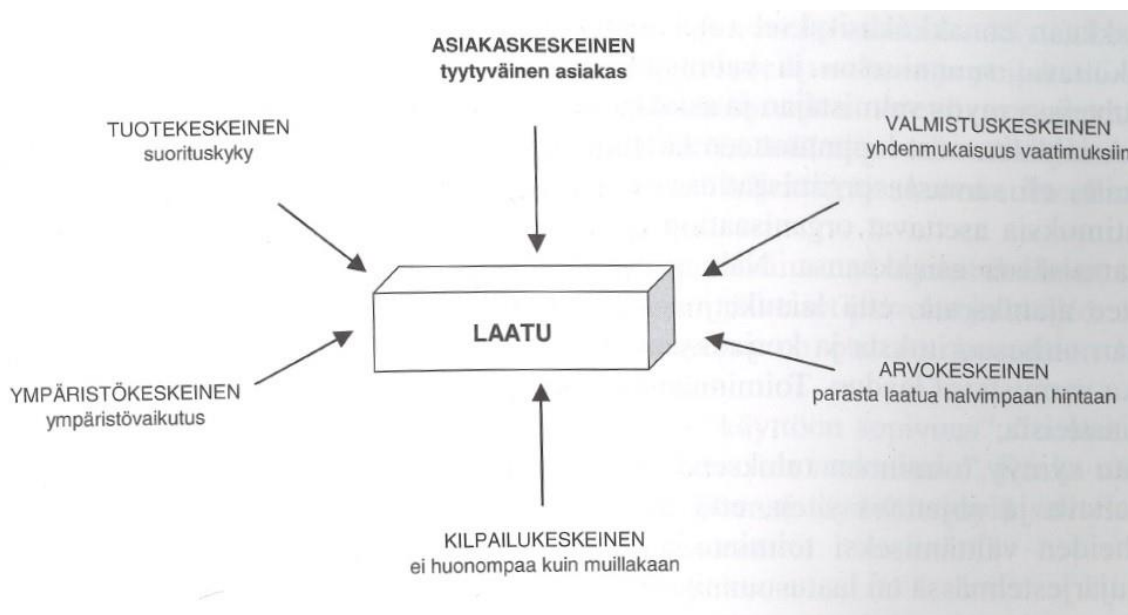 ASIAKASKESKEINEN
tyytyväinen asiakas
TUOTEKESKEINEN
suorituskyky
VALMISTUSKESKEINEN
yhdenmukaisuus vaatimuksiin
LAATU
YMPÄRISTÖKESKEINEN
ympäristövaikutus
ARVOKESKEINEN
parasta laatua halvimpaan hintaan
KILPAILUKESKEINEN
ei huonompaa kuin muillakaan